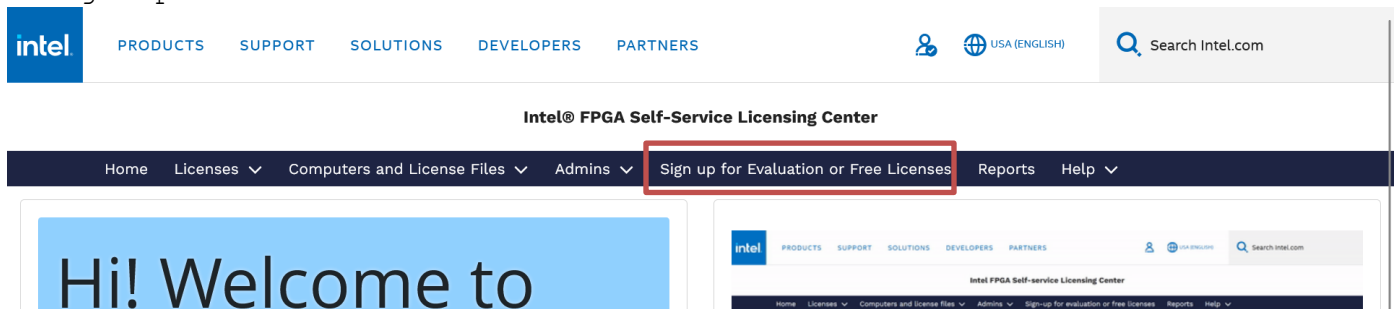 intel.
PRODUCTS SUPPORT SOLUTIONS DEVELOPERS PARTNERS USA (ENGLISH) Search Intel.com
Intel® FPGA Self-Service Licensing Center
Home Licenses Computers and License Files Admins Sign up for Evaluation or Free Licenses Reports Help
Hi! Welcome to
intel. PRODUCTS SUPPORT SOLUTIONS DEVELOPERS PARTNERS USA (ENGLISH) Search Intel.com
Intel FPGA Self-service Licensing Center
Home Licenses Computers and license files Admins Sign-up for evaluation or free licenses Reports Help